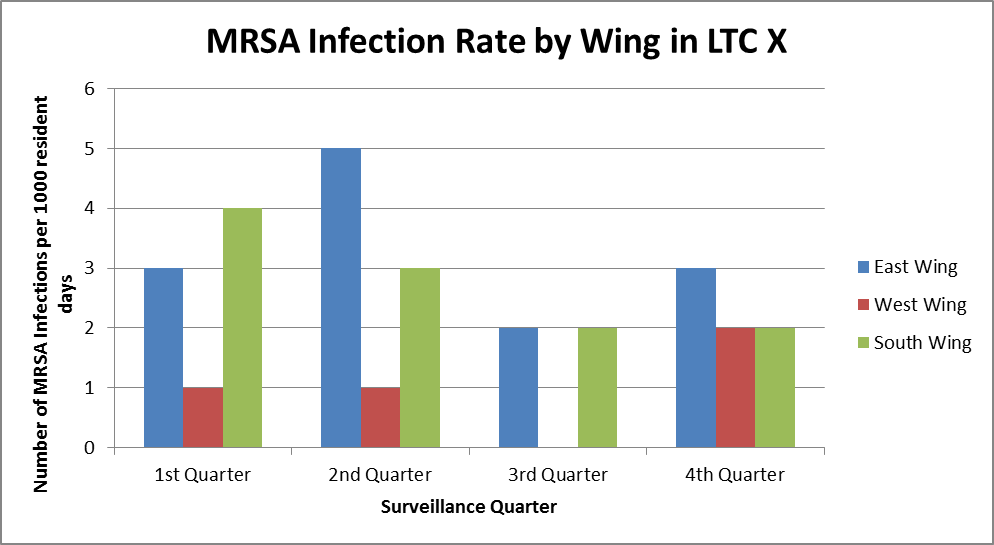 MRSA Infection Rate by Wing in LTC X
Number of MRSA Infections per 1000 resident
days
6
5
4
3
2
1
0
1st Quarter
2nd Quarter
3rd Quarter
4th Quarter
Surveillance Quarter
East Wing
West Wing
South Wing